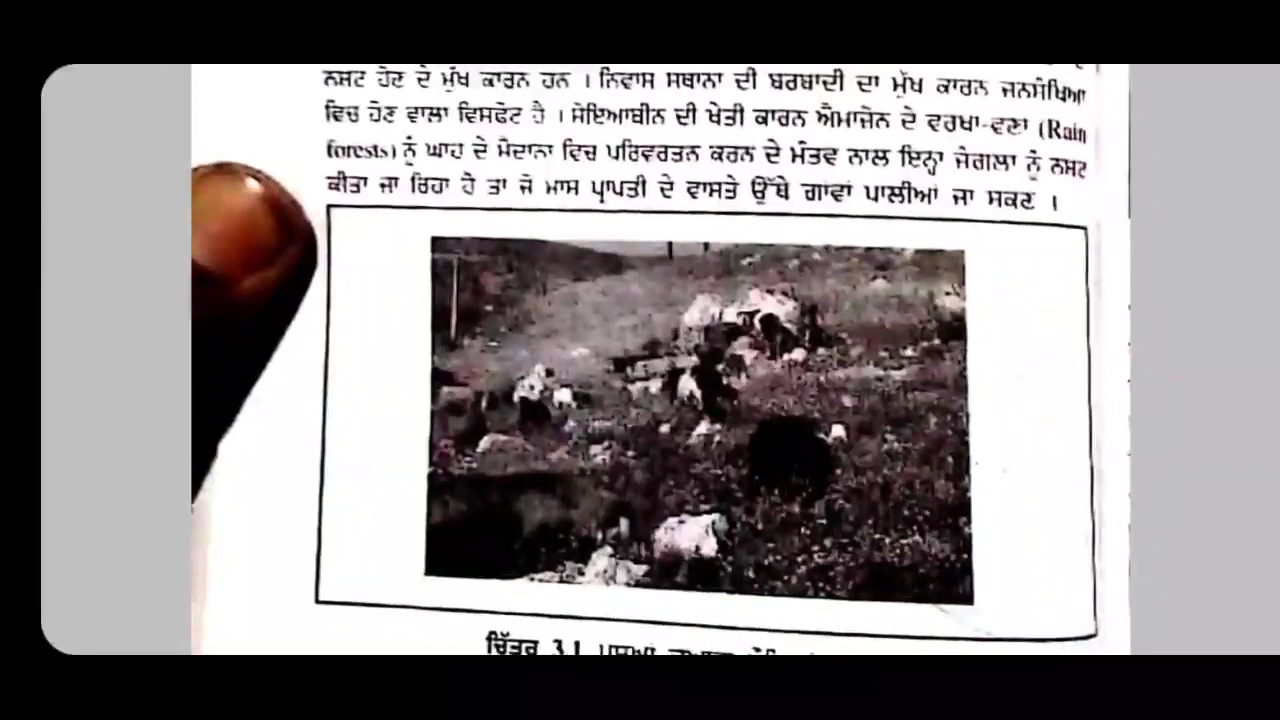 ਨਸ਼ਟ ਹੋਣ ਦੇ ਮੁੱਖ ਕਾਰਨ ਹਨ । ਨਿਵਾਸ ਸਥਾਨਾਂ ਦੀ ਬਰਬਾਦੀ ਦਾ ਮੁੱਖ ਕਾਰਨ ਜਨਸੰਖਿਆ
ਵਿਚ ਹੋਣ ਵਾਲਾ ਵਿਸਫੋਟ ਹੈ । ਸੋਇਆਬੀਨ ਦੀ ਖੇਤੀ ਕਾਰਨ ਐਮਾਜ਼ੋਨ ਦੇ ਵਰਖਾ-ਵਣਾਂ (Rain
forests) ਨੂੰ ਘਾਹ ਦੇ ਮੈਦਾਨਾਂ ਵਿਚ ਪਰਿਵਰਤਨ ਕਰਨ ਦੇ ਮੰਤਵ ਨਾਲ ਇਨ੍ਹਾਂ ਜੰਗਲਾਂ ਨੂੰ ਨਸ਼ਟ
ਕੀਤਾ ਜਾ ਰਿਹਾ ਹੈ ਤਾਂ ਜੋ ਮਾਸ ਪ੍ਰਾਪਤੀ ਦੇ ਵਾਸਤੇ ਉੱਥੇ ਗਾਂਵਾਂ ਪਾਲੀਆਂ ਜਾ ਸਕਣ ।
ਚਿੱਤਰ 3.1